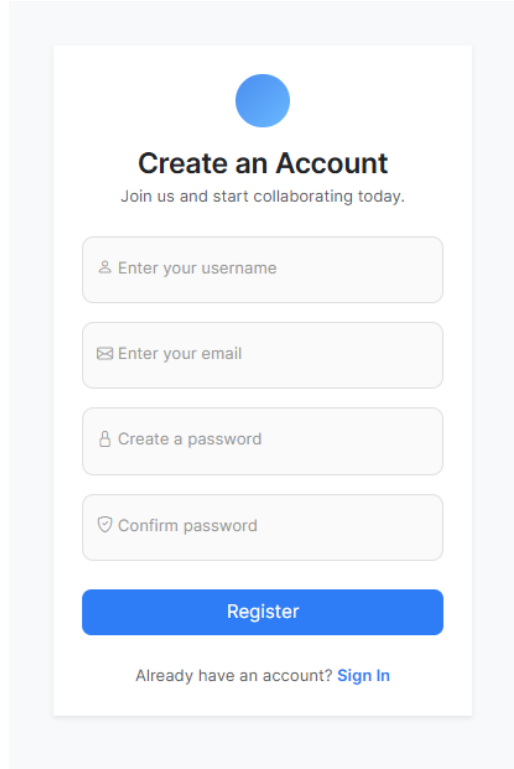 Create an Account
Join us and start collaborating today.
Enter your username
Enter your email
Create a password
Confirm password
Register
Already have an account? Sign In